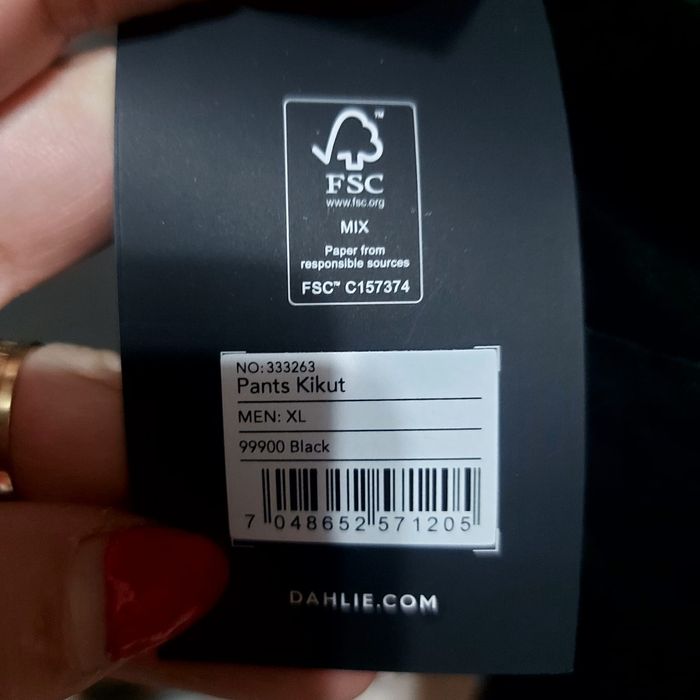 ™
FSC
www.fsc.org
MIX
Paper from
responsible sources
FSC™ C157374
NO: 333263
Pants Kikut
MEN: XL
99900 Black
7 048652 571205
DAHLIE.COM